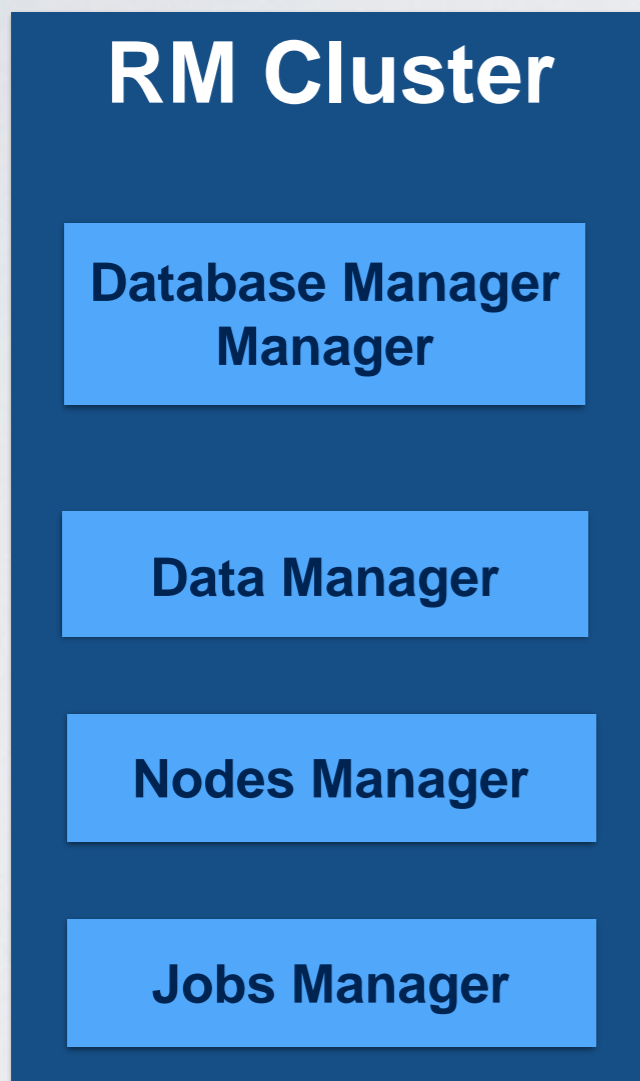 RM Cluster
Database Manager
Manager
Data Manager
Nodes Manager
Jobs Manager